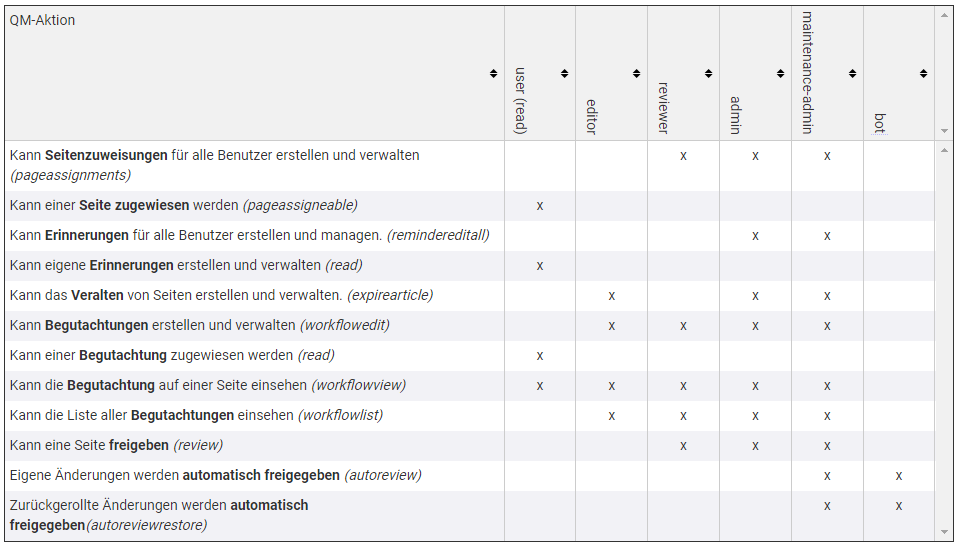 QM-Aktion user (read) editor reviewer admin maintenance-admin bot
Kann Seitenzuweisungen für alle Benutzer erstellen und verwalten x x x
(pageassignments)
Kann einer Seite zugewiesen werden (pageassignable) x
Kann Erinnerungen für alle Benutzer erstellen und managen. (remindereditall) x x
Kann eigene Erinnerungen erstellen und verwalten (read) x
Kann das Veralten von Seiten erstellen und verwalten. (expirearticle) x x x
Kann Begutachtungen erstellen und verwalten (workflowedit) x x x x
Kann einer Begutachtung zugewiesen werden (read) x
Kann die Begutachtung auf einer Seite einsehen (workflowview) x x x x x
Kann die Liste aller Begutachtungen einsehen (workflowlist) x x x x
Kann eine Seite freigeben (review) x x x
Eigene Änderungen werden automatisch freigegeben (autoreview) x x
Zurückgerollte Änderungen werden automatisch x x
freigegeben(autoreviewrestore)